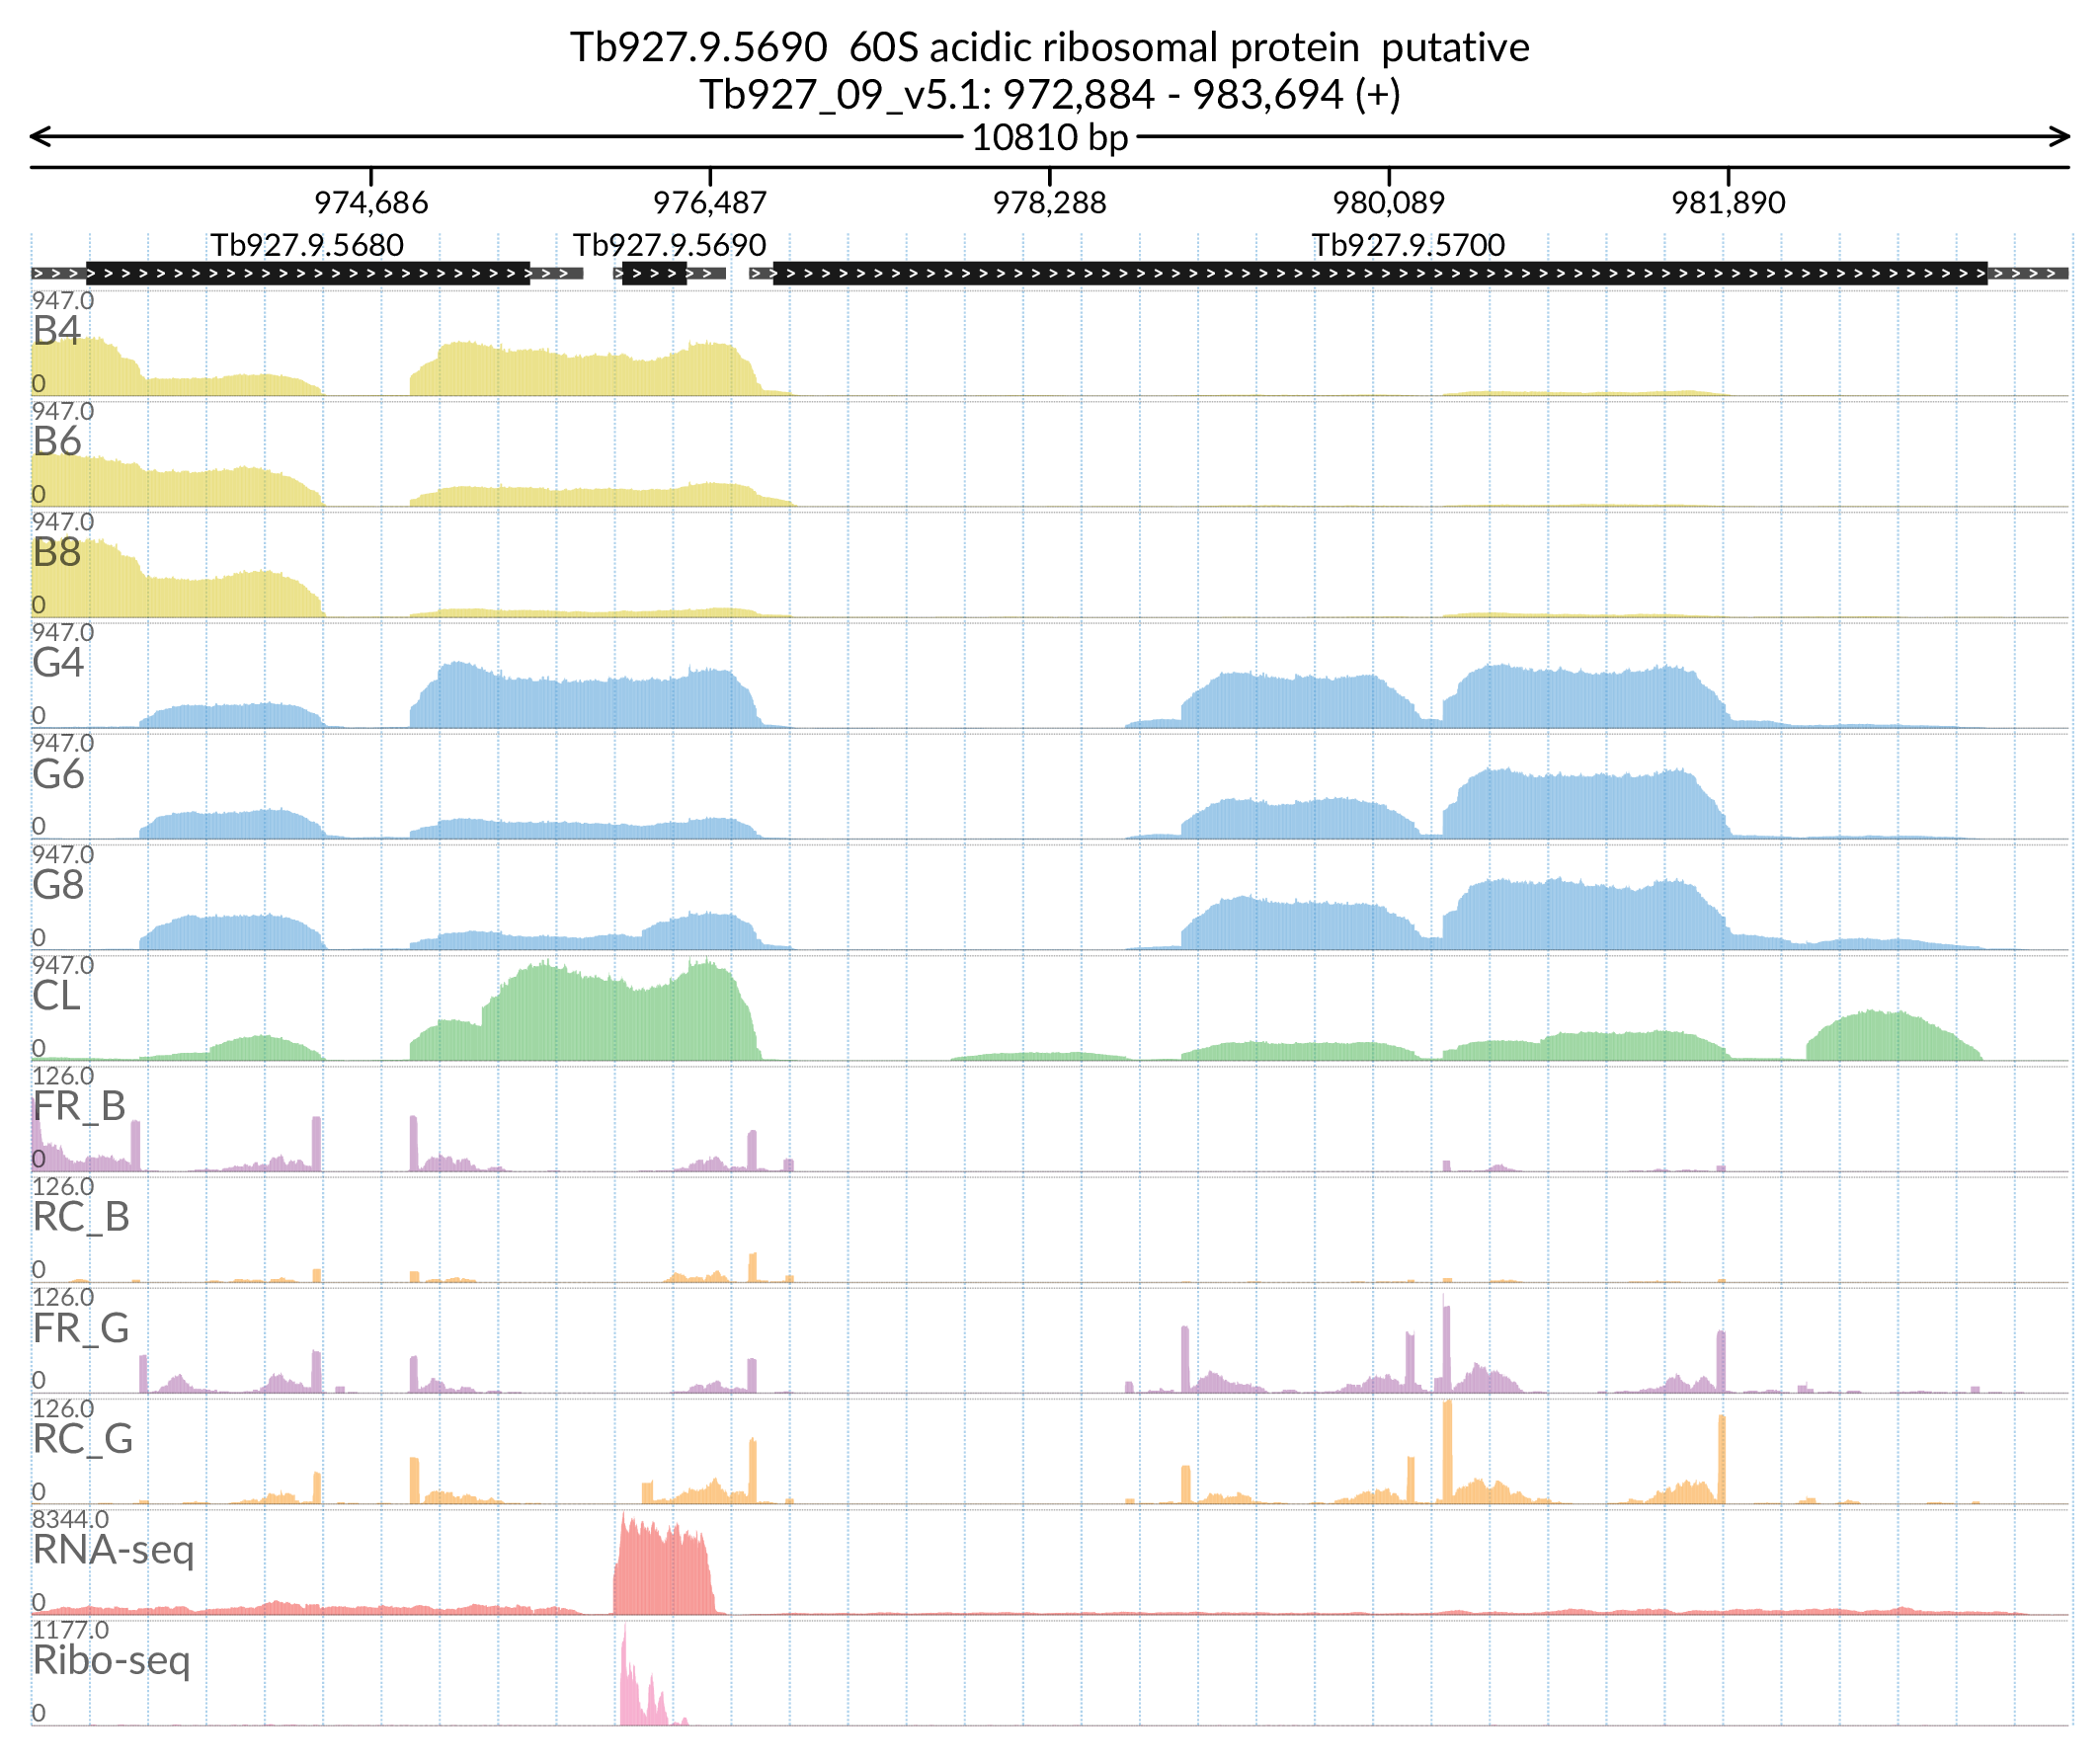 Tb927.9.5690  60S acidic ribosomal protein  putative
Tb927_09_v5.1: 972,884 - 983,694 (+)
10810 bp
974,686 976,487 978,288 980,089 981,890
Tb927.9.5680 Tb927.9.5690 Tb927.9.5700
947.0
B4
0
947.0
B6
0
947.0
B8
0
947.0
G4
0
947.0
G6
0
947.0
G8
0
947.0
CL
0
126.0
FR_B
0
126.0
RC_B
0
126.0
FR_G
0
126.0
RC_G
0
8344.0
RNA-seq
0
1177.0
Ribo-seq
0